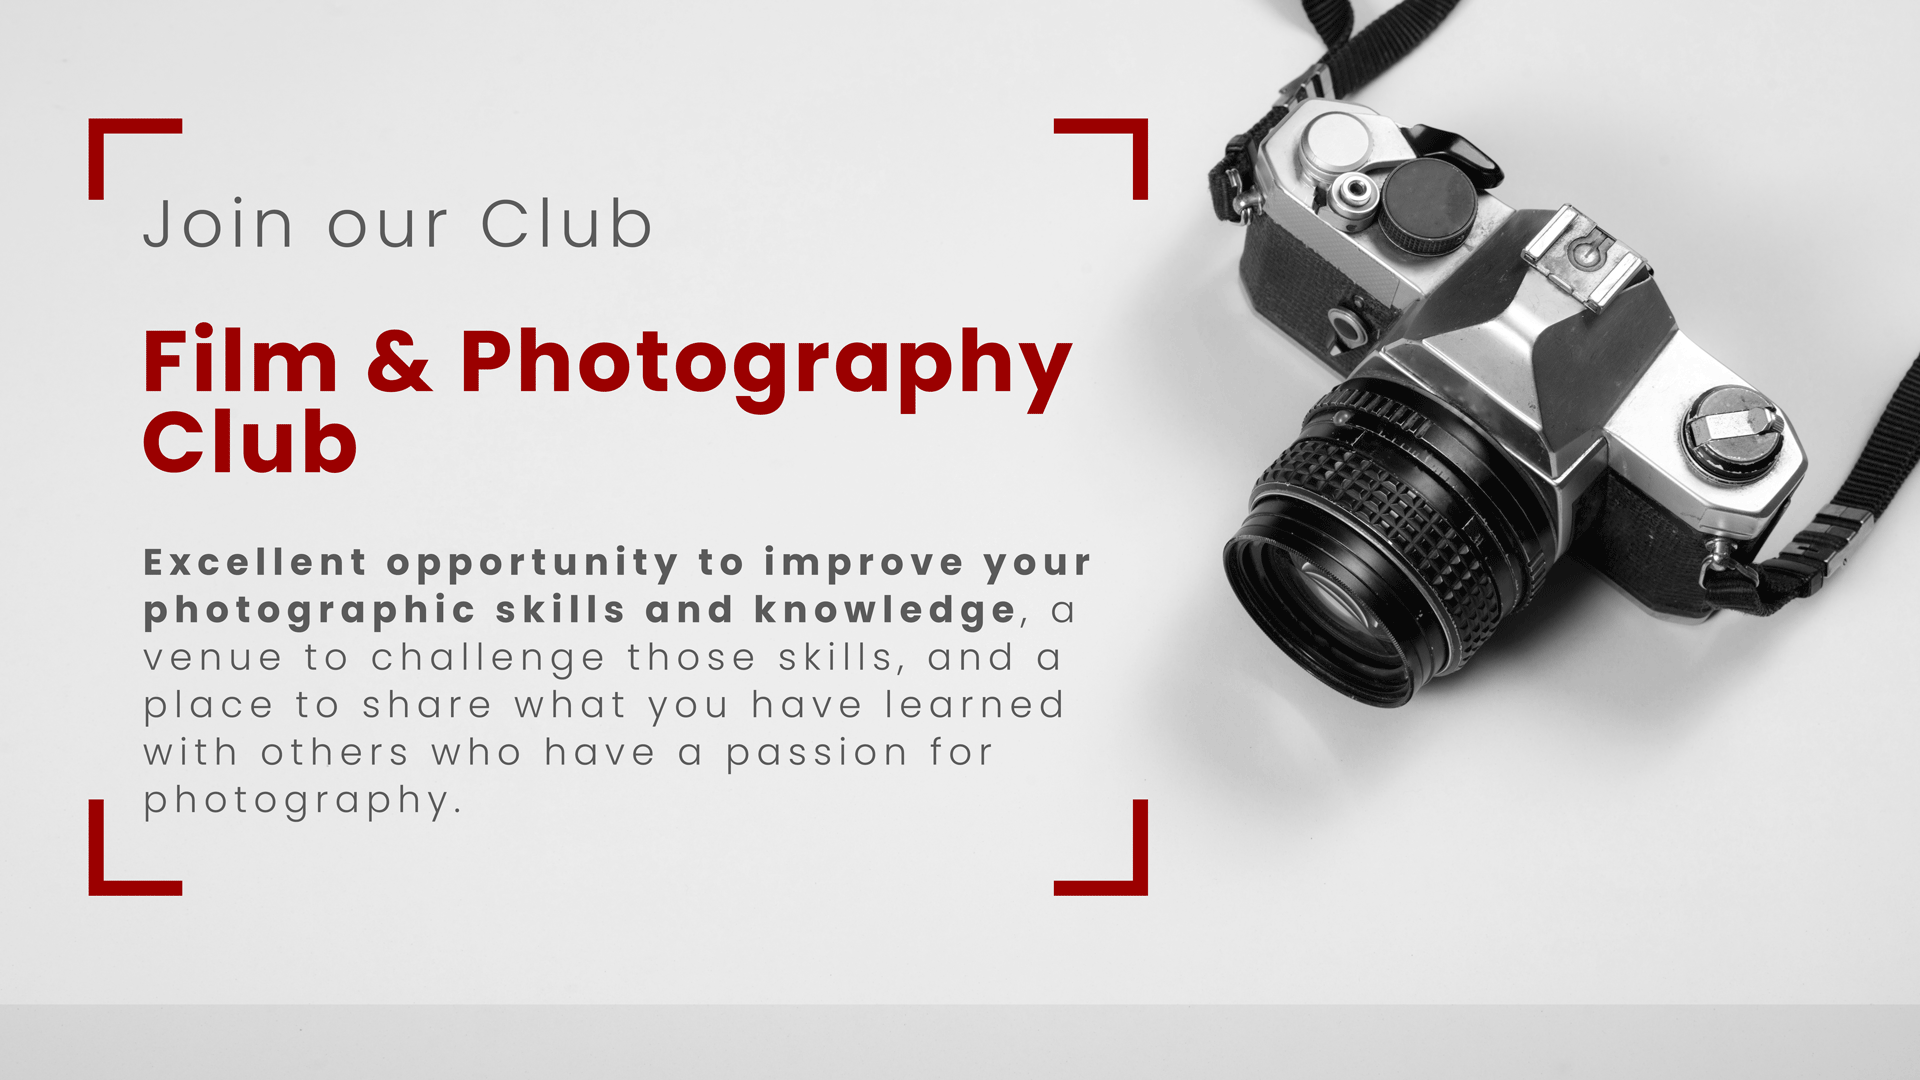 Join our Club
Film & Photography
Club
Excellent opportunity to improve your
photographic skills and knowledge, a
venue to challenge those skills, and a
place to share what you have learned
with others who have a passion for
photography.